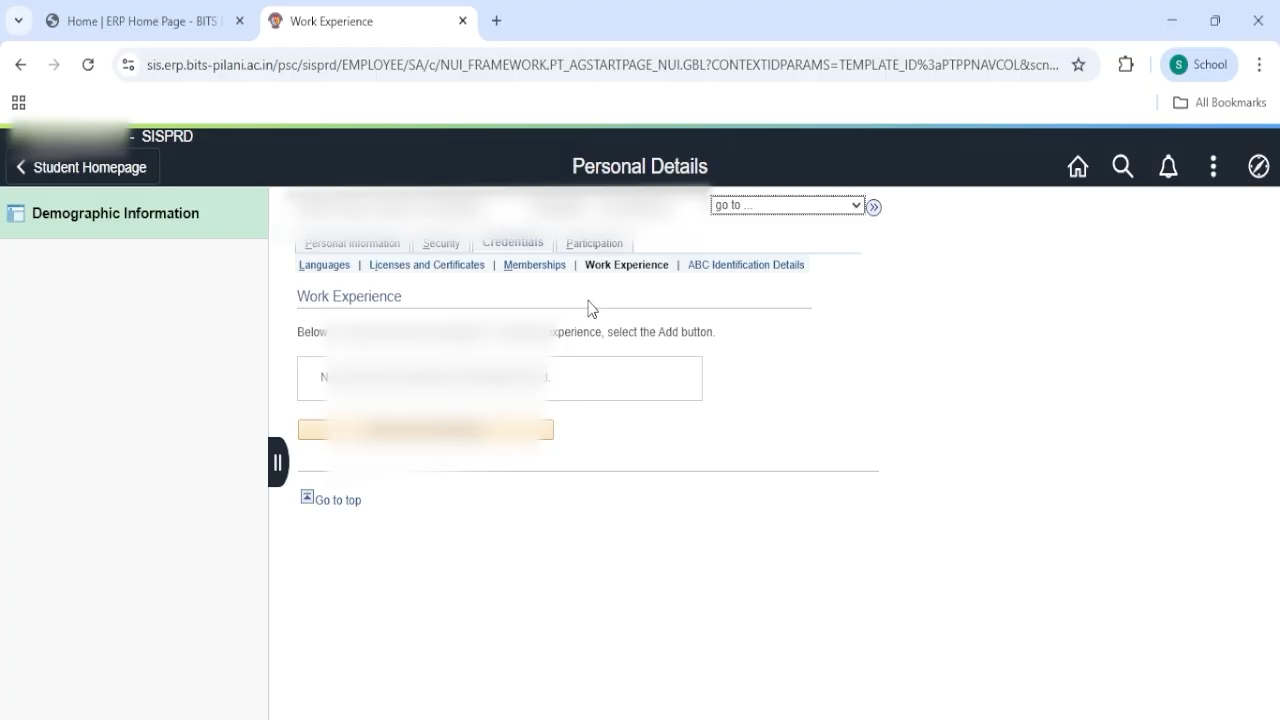 Home | ERP Home Page - BITS
Work Experience
sis.erp.bits-pilani.ac.in/psc/sisprd/EMPLOYEE/SA/c/NUI_FRAMEWORK.PT_AGSTARTPAGE_NUI.GBL?CONTEXTIDPARAMS=TEMPLATE_ID%3aPTPPNAVCOL&scn...
S School
All Bookmarks
- SISPRD
Student Homepage
Personal Details
Demographic Information
go to ...
Personal Information
Security
Credentials
Participation
Languages | Licenses and Certificates | Memberships | Work Experience | ABC Identification Details
Work Experience
Below experience, select the Add button.
Go to top